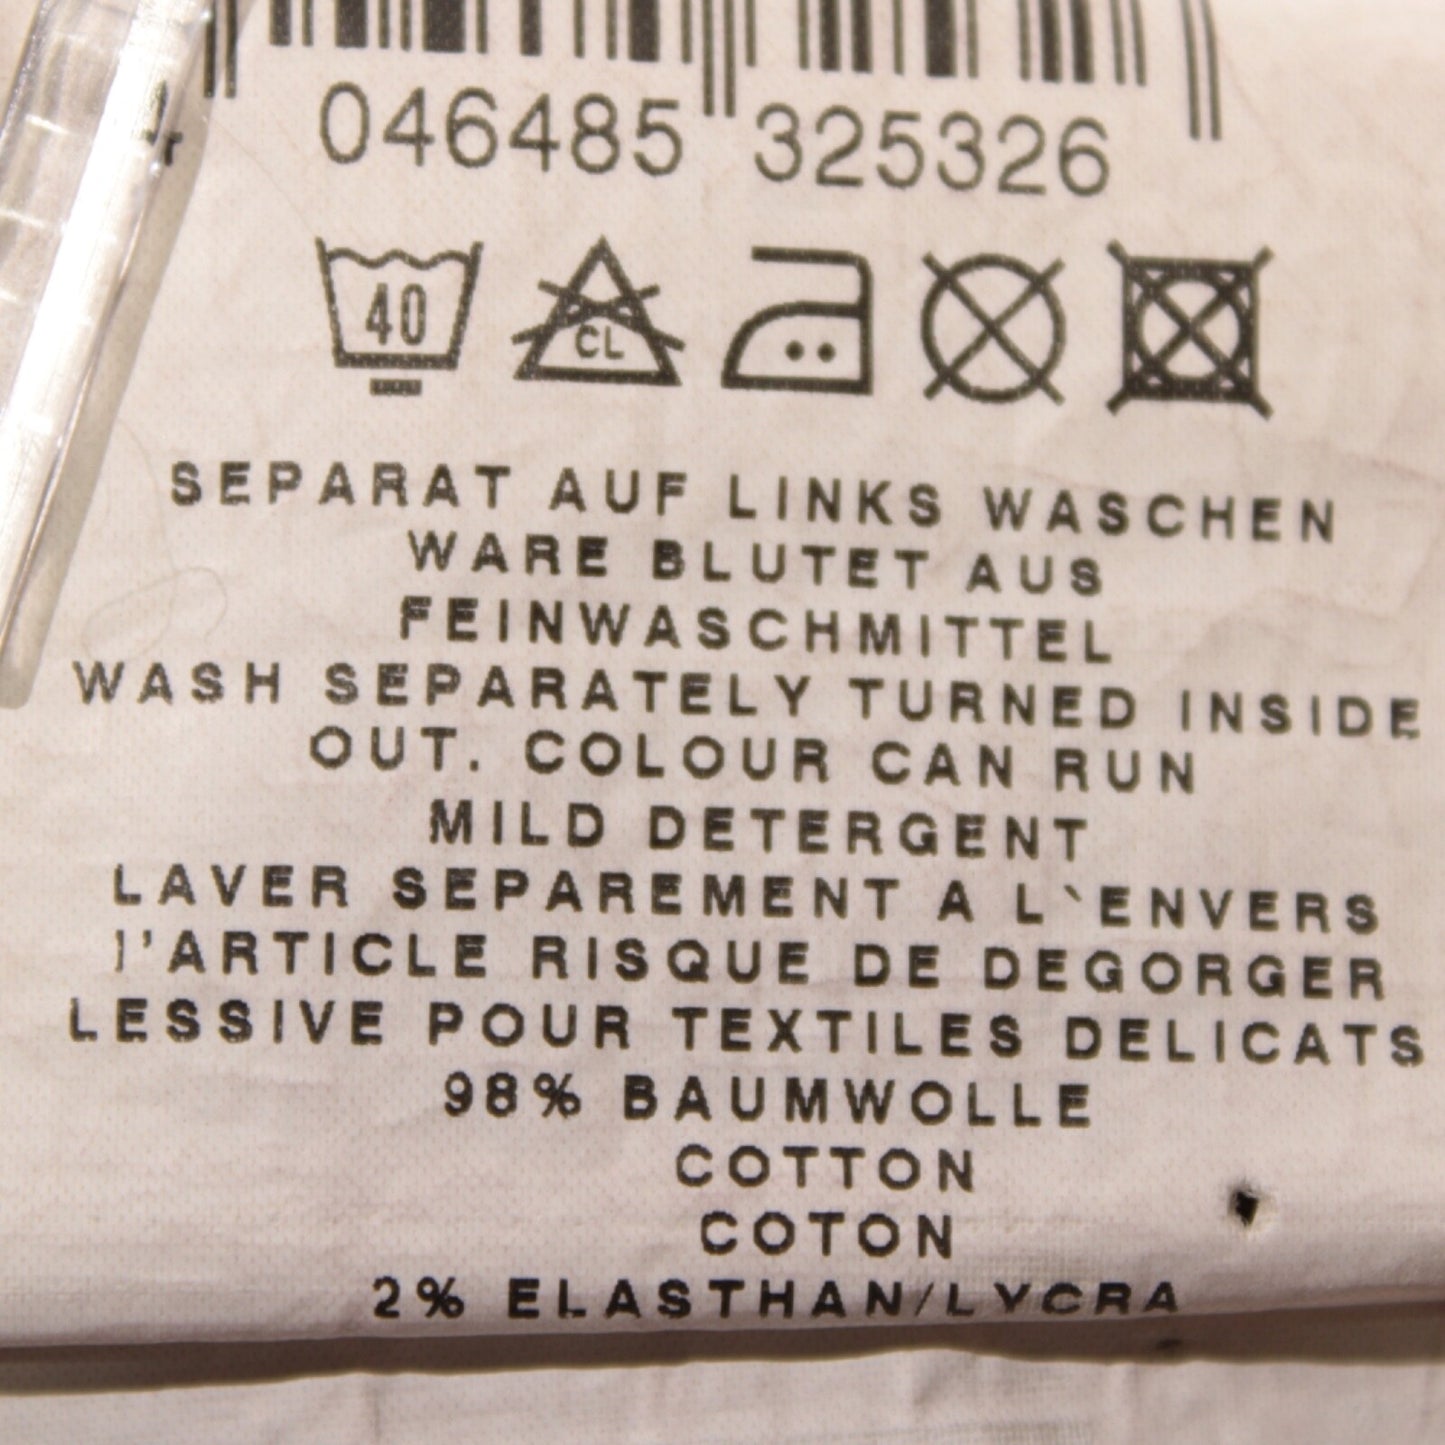 046485 325326
40 CL
SEPARAT AUF LINKS WASCHEN
WARE BLUTET AUS
FEINWASCHMITTEL
WASH SEPARATELY TURNED INSIDE
OUT. COLOUR CAN RUN
MILD DETERGENT
LAVER SEPAREMENT A L`ENVERS
l'ARTICLE RISQUE DE DEGORGER
LESSIVE POUR TEXTILES DELICATS
98% BAUMWOLLE
COTTON
COTON
2% ELASTHAN/LYCRA